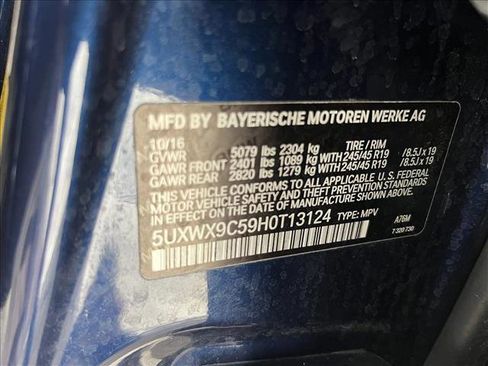 MFD BY BAYERISCHE MOTOREN WERKE AG
10/16 TIRE / RIM
GVWR 5079 lbs 2304 kg
GAWR FRONT 2401 lbs 1089 kg WITH 245/45 R19 / 8.5J x 19
GAWR REAR 2820 lbs 1279 kg WITH 245/45 R19 / 8.5J x 19
THIS VEHICLE CONFORMS TO ALL APPLICABLE U.S. FEDERAL
MOTOR VEHICLE SAFETY, BUMPER AND THEFT PREVENTION STANDARDS
IN EFFECT ON THE DATE OF MANUFACTURE SHOWN ABOVE.
5UXWX9C59H0T13124 TYPE: MPV A76M
7 320 730